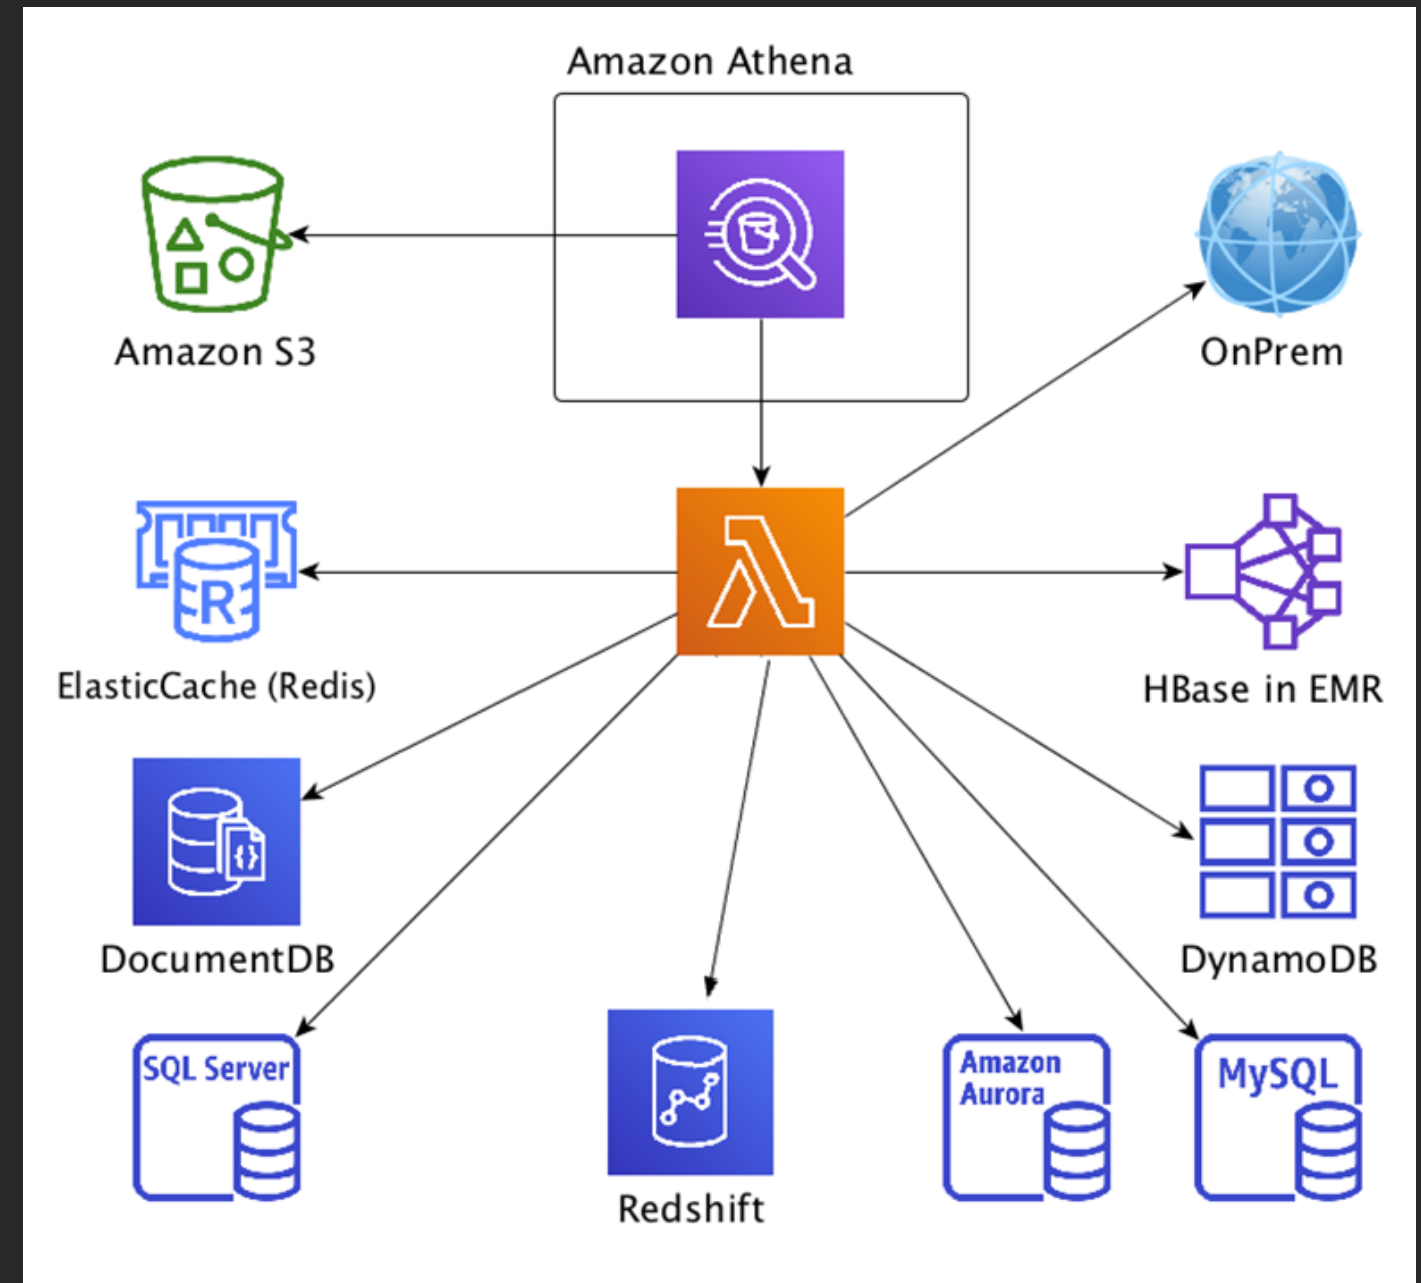 Amazon Athena
Amazon S3
OnPrem
R
ElasticCache (Redis)
HBase in EMR
{}
DocumentDB
DynamoDB
SQL Server
Amazon
Aurora
MySQL
Redshift